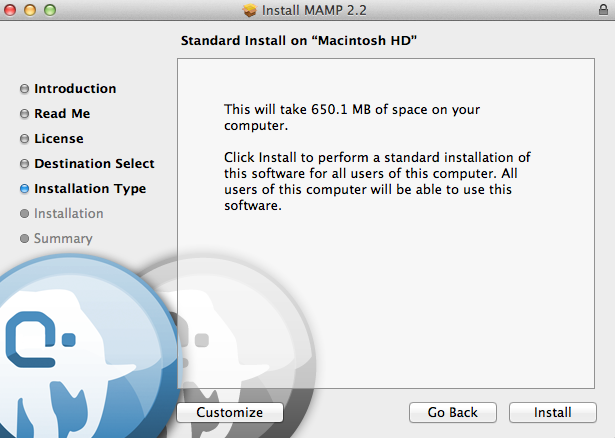 Install MAMP 2.2
Standard Install on “Macintosh HD”
Introduction
Read Me
License
Destination Select
Installation Type
Installation
Summary
This will take 650.1 MB of space on your
computer.
Click Install to perform a standard installation of
this software for all users of this computer. All
users of this computer will be able to use this
software.
Customize
Go Back
Install